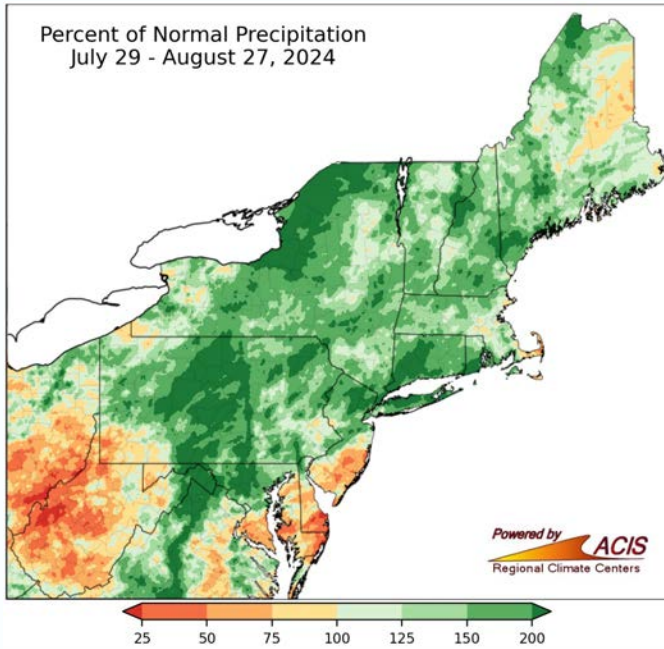 Percent of Normal Precipitation
July 29 - August 27, 2024
Powered by
ACIS
Regional Climate Centers
25 50 75 100 125 150 200